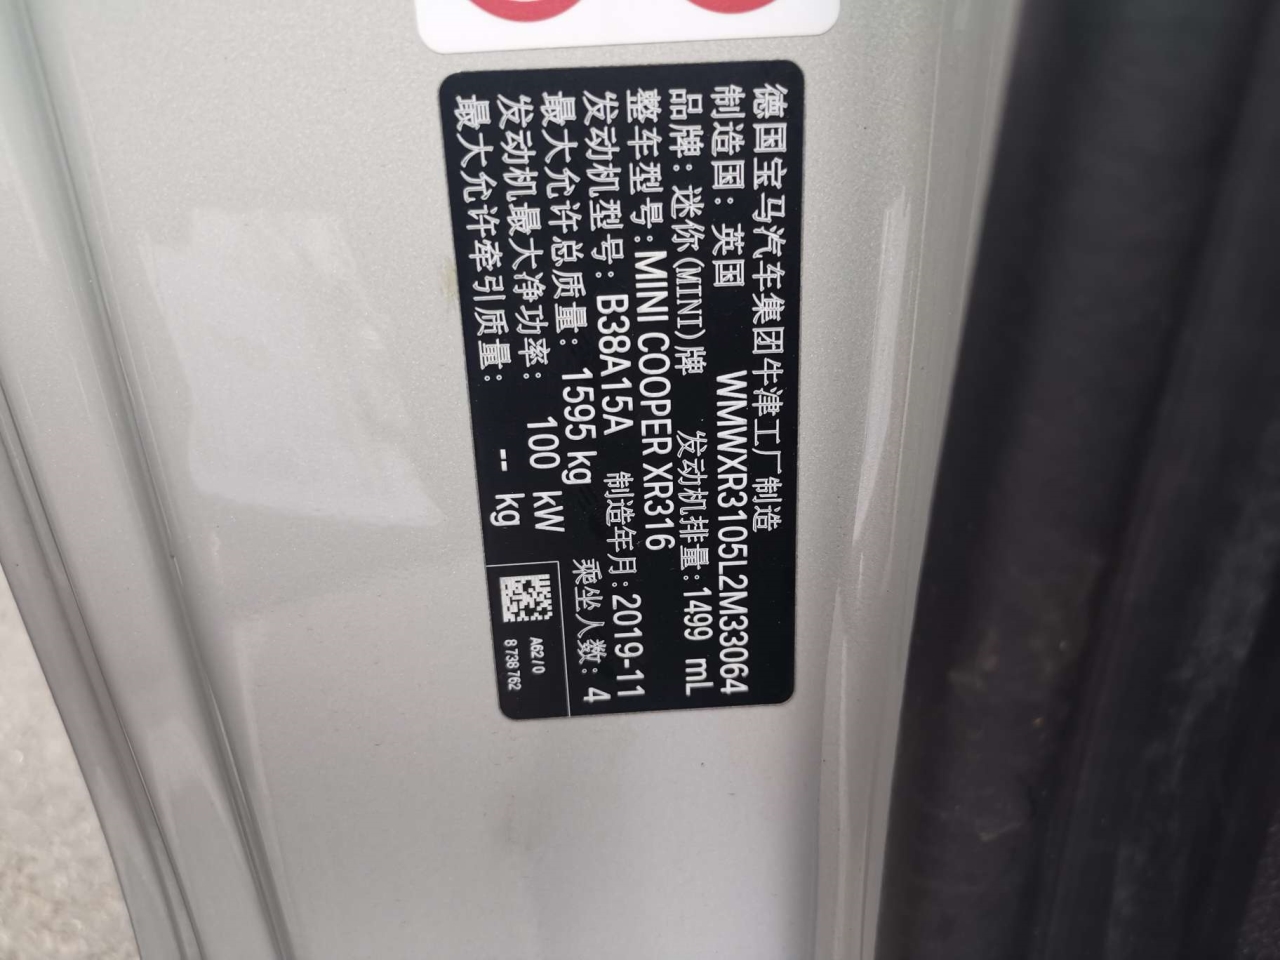 德国宝马汽车集团牛津工厂制造
制造国：英国 WMWXR3105L2M33064
品牌：迷你(MINI)牌 发动机排量:1499 mL
整车型号:MINI COOPER XR316
发动机型号: B38A15A 制造年月:2019-11
最大允许总质量: 1595 kg 乘坐人数: 4
发动机最大净功率: 100 kW
最大允许牵引质量: -- kg
A62/0
8 738 762